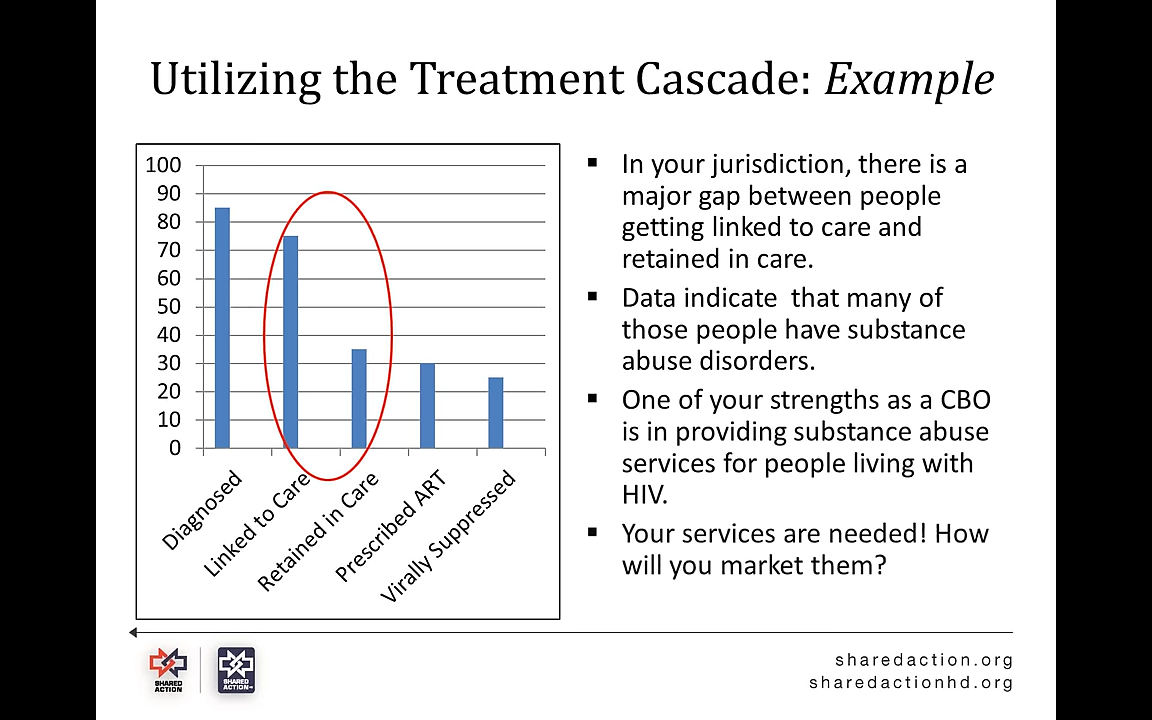 Utilizing the Treatment Cascade: Example
100
90
80
70
60
50
40
30
20
10
0
Diagnosed
Linked to Care
Retained in Care
Prescribed ART
Virally Suppressed
▪ In your jurisdiction, there is a
major gap between people
getting linked to care and
retained in care.
▪ Data indicate  that many of
those people have substance
abuse disorders.
▪ One of your strengths as a CBO
is in providing substance abuse
services for people living with
HIV.
▪ Your services are needed! How
will you market them?
SHARED
ACTION
SHARED
ACTION HD
sharedaction.org
sharedactionhd.org